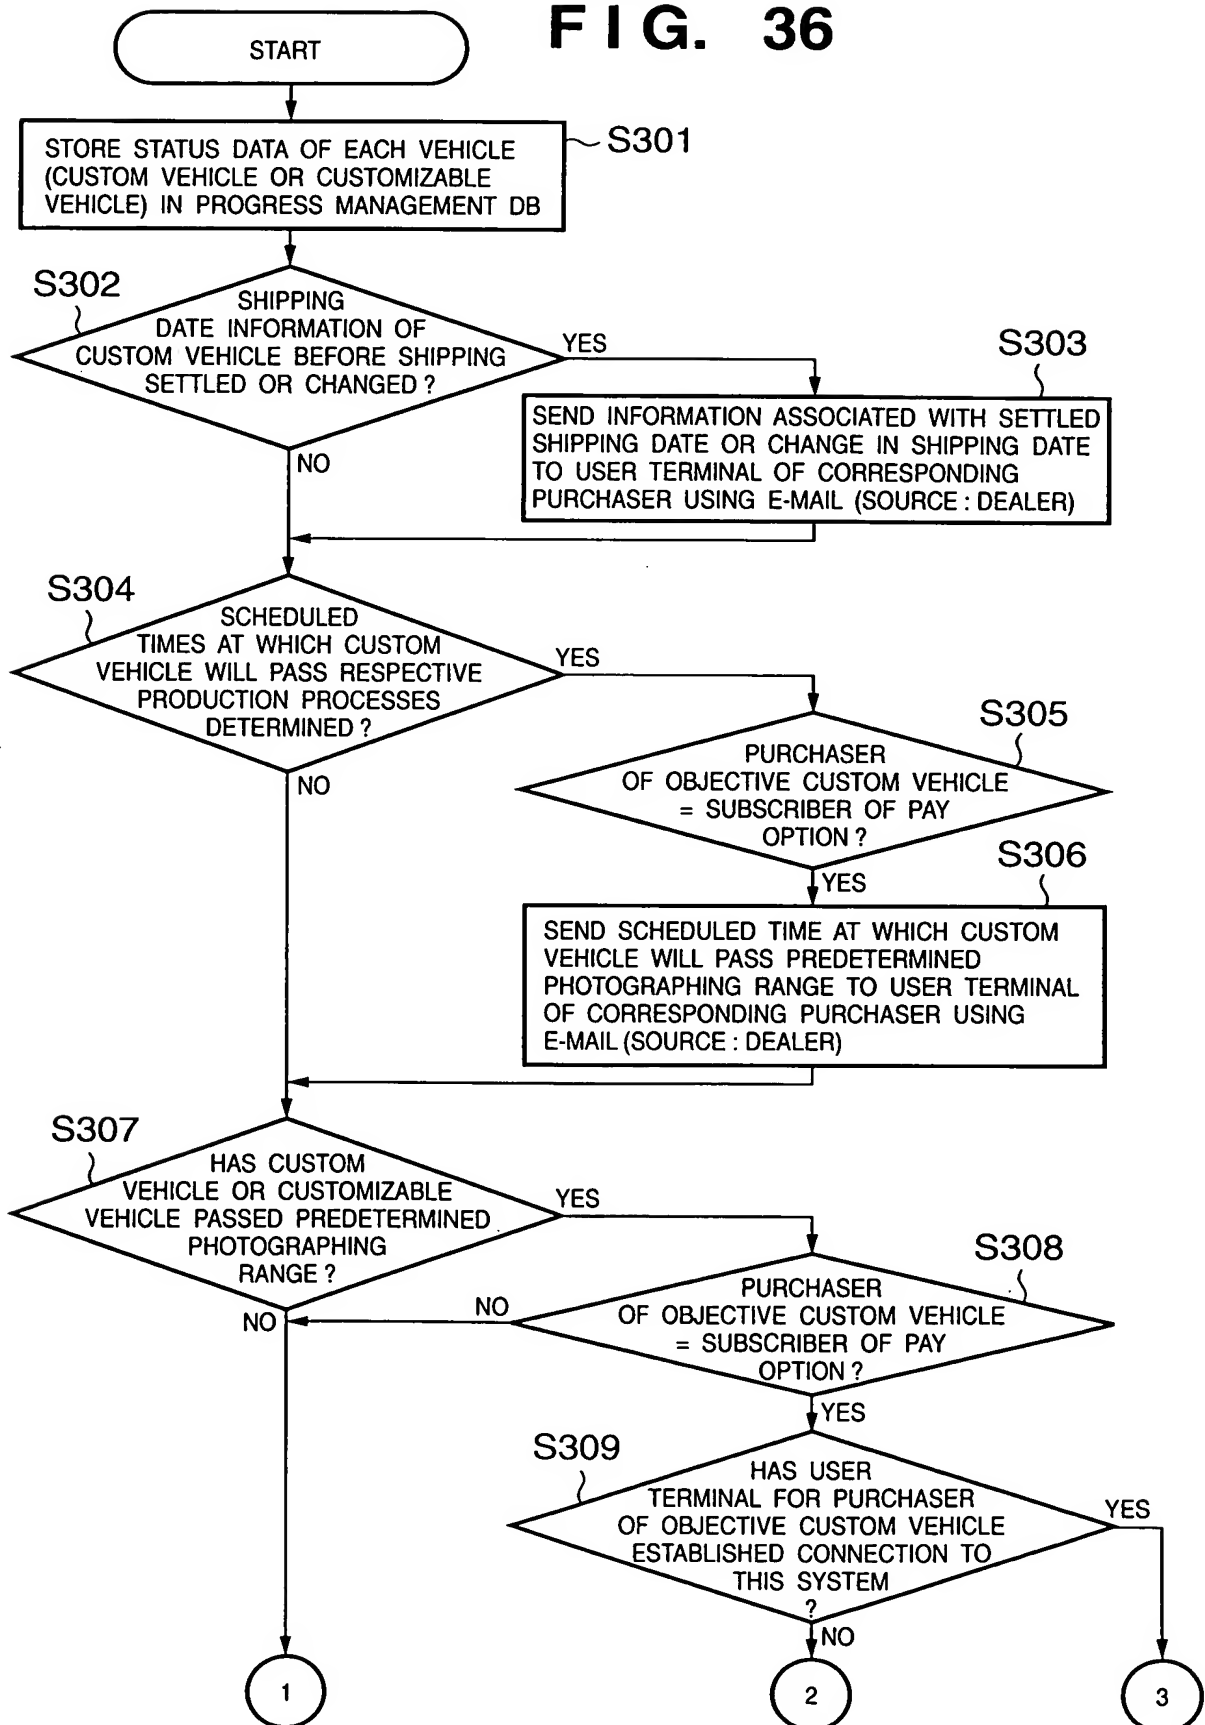 FIG. 36
START
S301
STORE STATUS DATA OF EACH VEHICLE
(CUSTOM VEHICLE OR CUSTOMIZABLE
VEHICLE) IN PROGRESS MANAGEMENT DB
S302
SHIPPING
DATE INFORMATION OF
CUSTOM VEHICLE BEFORE SHIPPING
SETTLED OR CHANGED ?
YES
NO
S303
SEND INFORMATION ASSOCIATED WITH SETTLED
SHIPPING DATE OR CHANGE IN SHIPPING DATE
TO USER TERMINAL OF CORRESPONDING
PURCHASER USING E-MAIL (SOURCE : DEALER)
S304
SCHEDULED
TIMES AT WHICH CUSTOM
VEHICLE WILL PASS RESPECTIVE
PRODUCTION PROCESSES
DETERMINED ?
YES
NO
S305
PURCHASER
OF OBJECTIVE CUSTOM VEHICLE
= SUBSCRIBER OF PAY
OPTION ?
YES
S306
SEND SCHEDULED TIME AT WHICH CUSTOM
VEHICLE WILL PASS PREDETERMINED
PHOTOGRAPHING RANGE TO USER TERMINAL
OF CORRESPONDING PURCHASER USING
E-MAIL (SOURCE : DEALER)
S307
HAS CUSTOM
VEHICLE OR CUSTOMIZABLE
VEHICLE PASSED PREDETERMINED
PHOTOGRAPHING
RANGE ?
YES
NO
S308
PURCHASER
OF OBJECTIVE CUSTOM VEHICLE
= SUBSCRIBER OF PAY
OPTION ?
NO
YES
S309
HAS USER
TERMINAL FOR PURCHASER
OF OBJECTIVE CUSTOM VEHICLE
ESTABLISHED CONNECTION TO
THIS SYSTEM
?
YES
NO
1
2
3